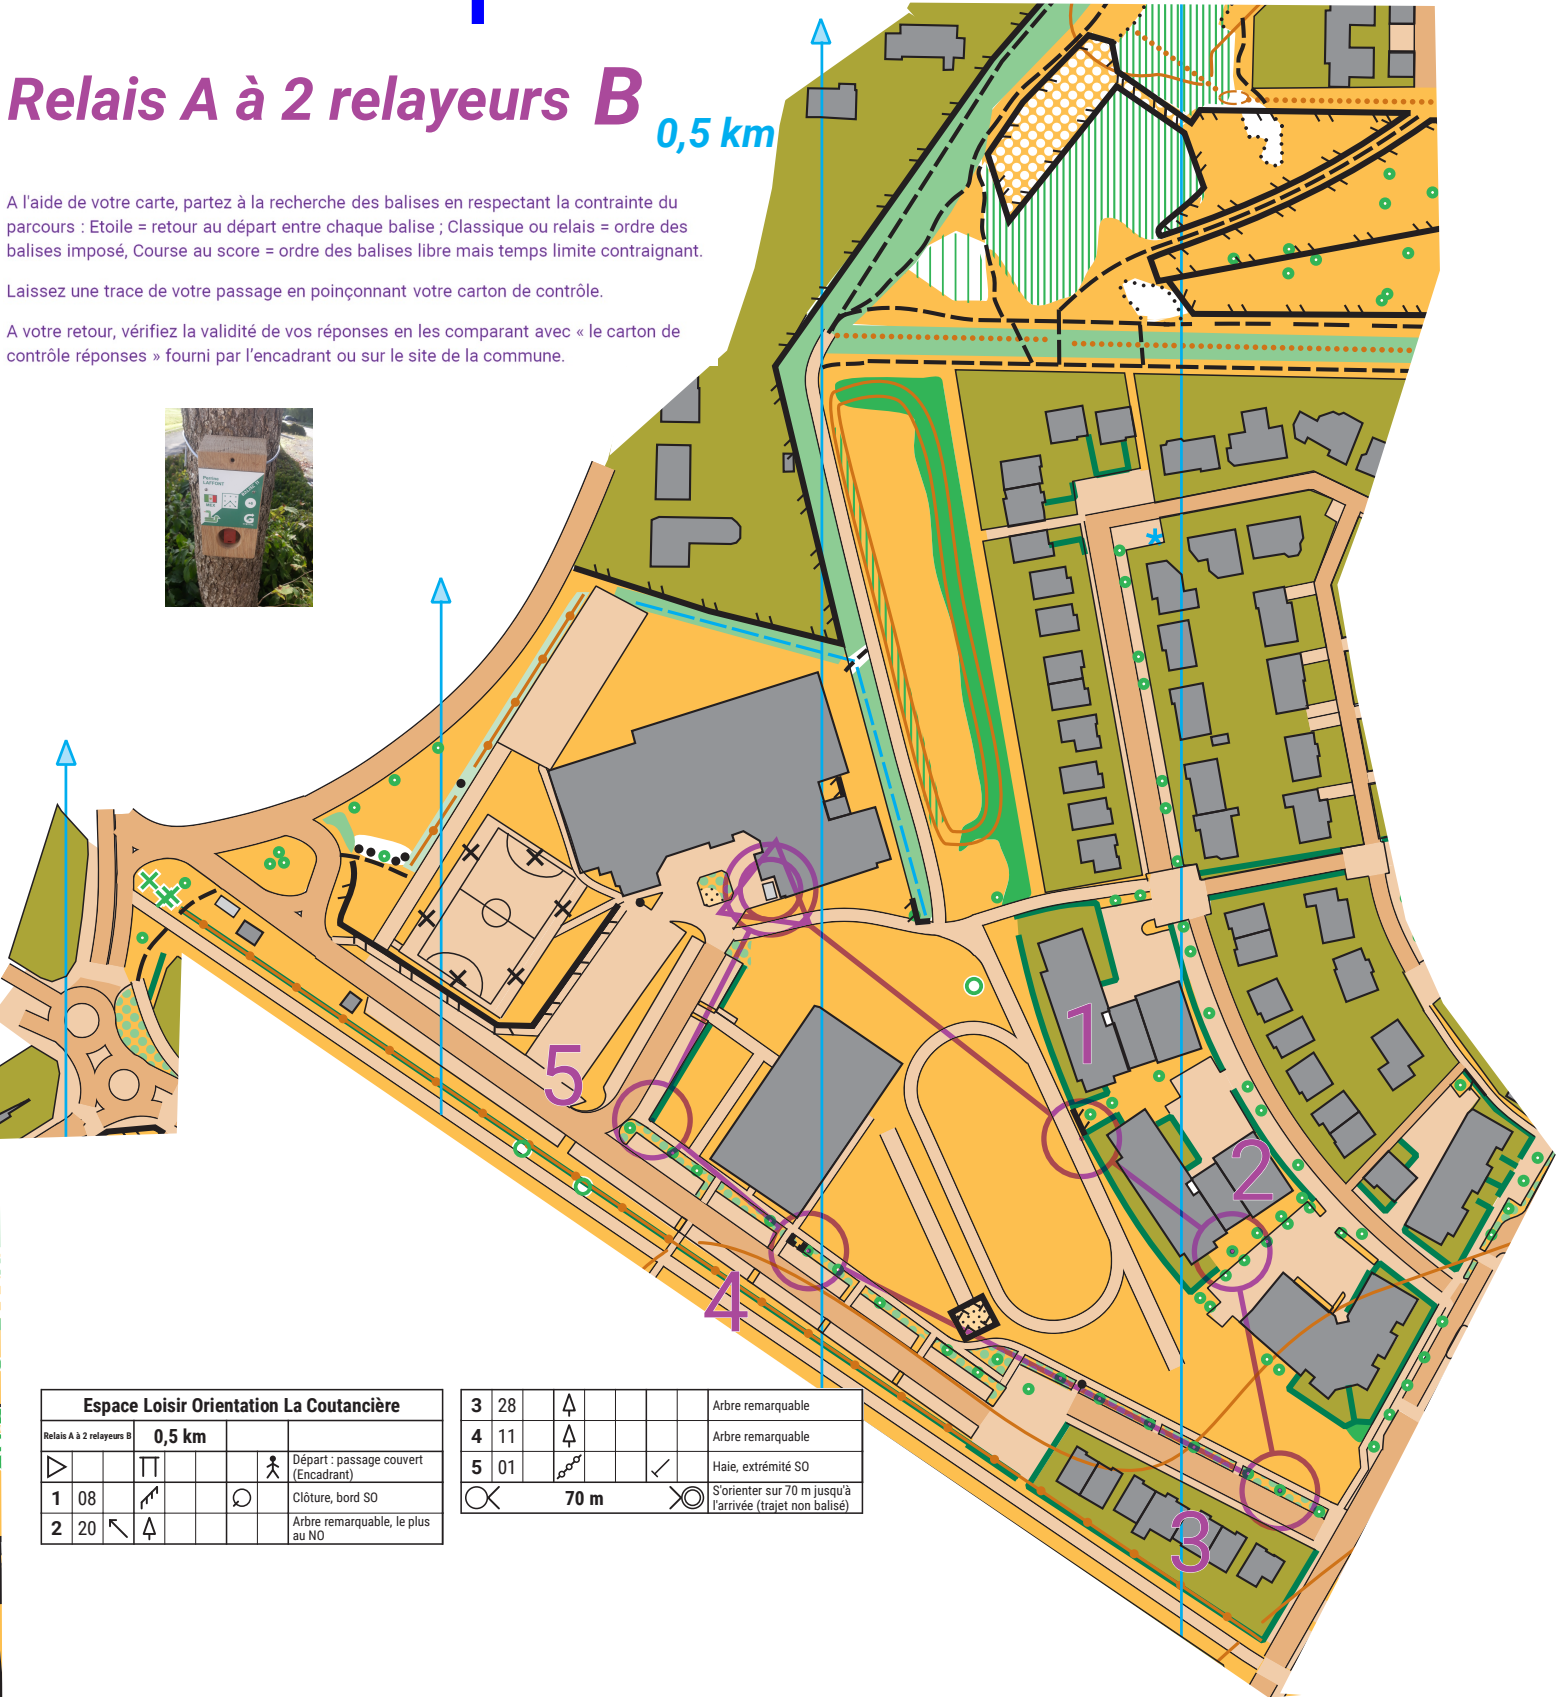 Relais A à 2 relayeurs B
0,5 km
A l'aide de votre carte, partez à la recherche des balises en respectant la contrainte du
parcours : Etoile = retour au départ entre chaque balise ; Classique ou relais = ordre des
balises imposé, Course au score = ordre des balises libre mais temps limite contraignant.
Laissez une trace de votre passage en poinçonnant votre carton de contrôle.
A votre retour, vérifiez la validité de vos réponses en les comparant avec « le carton de
contrôle réponses » fourni par l'encadrant ou sur le site de la commune.
1
5
2
4
3
Espace Loisir Orientation La Coutancière
Relais A à 2 relayeurs B 0,5 km
Départ : passage couvert
(Encadrant)
1 08 Clôture, bord SO
2 20 Arbre remarquable, le plus
au NO
3 28 Arbre remarquable
4 11 Arbre remarquable
5 01 Haie, extrémité SO
70 m S'orienter sur 70 m jusqu'à
l'arrivée (trajet non balisé)